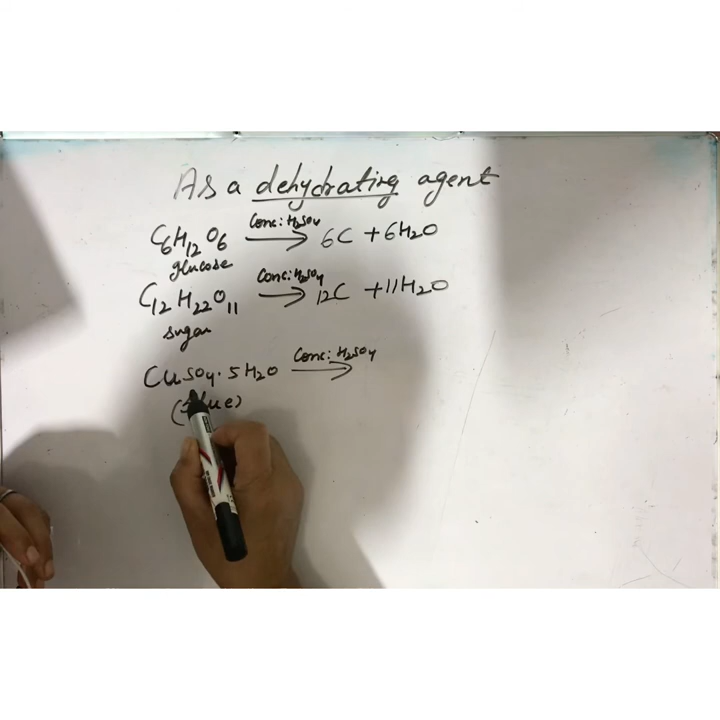 As a dehydrating agent
C6H12O6 Conc: H2SO4 → 6C + 6H2O
glucose
C12H22O11 Conc: H2SO4 → 12C + 11H2O
sugar
CuSO4·5H2O Conc: H2SO4 →
(Blue)